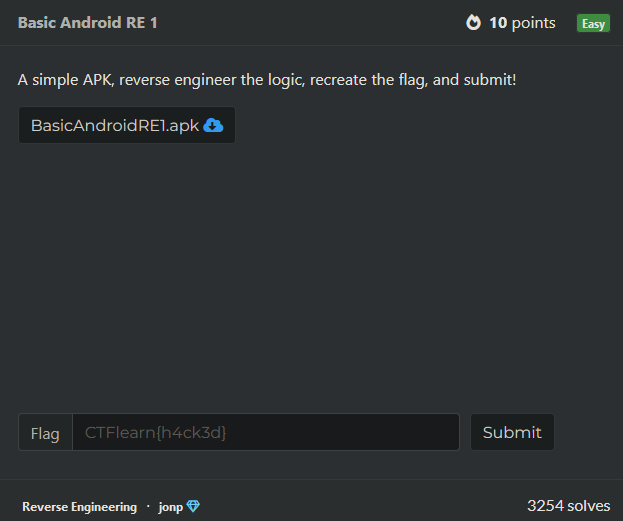 Basic Android RE 1
10 points
Easy
A simple APK, reverse engineer the logic, recreate the flag, and submit!
BasicAndroidRE1.apk
Flag
CTFlearn{h4ck3d}
Submit
Reverse Engineering · jonp
3254 solves